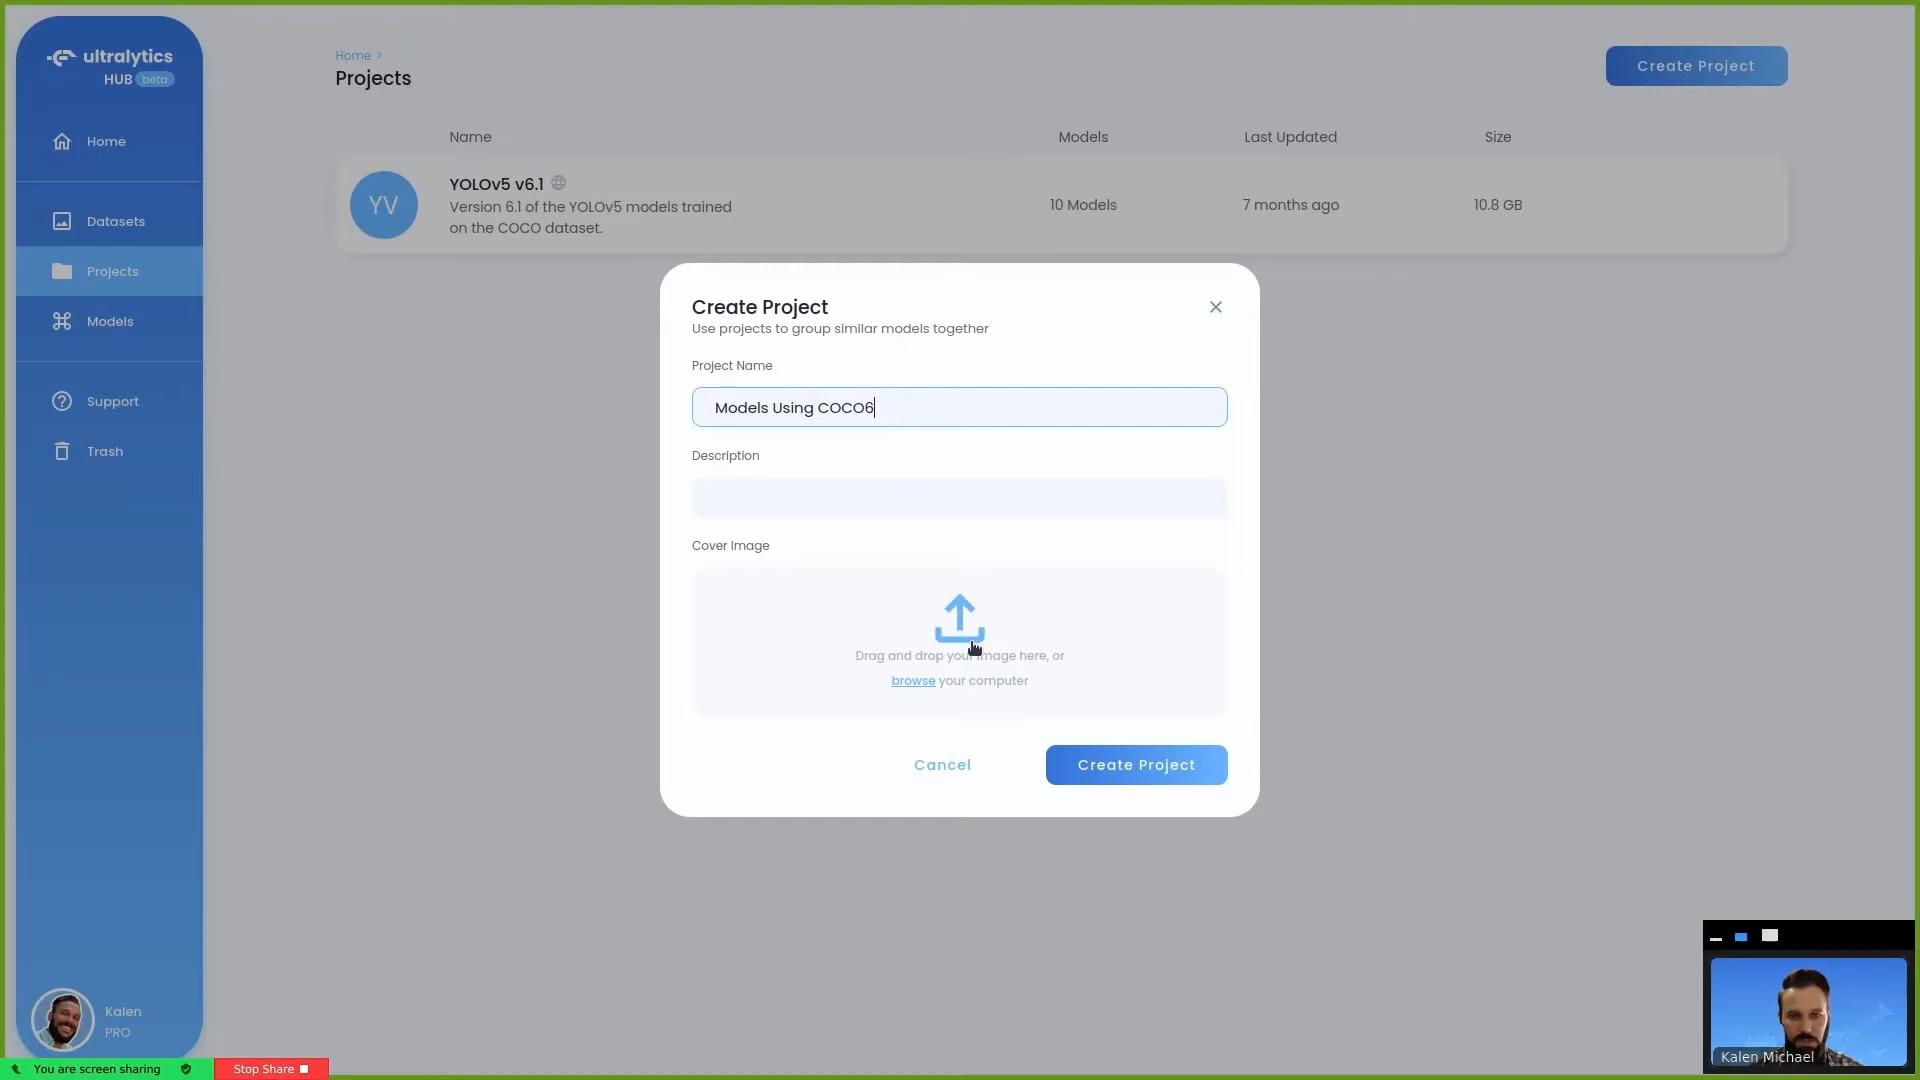 ultralytics
HUB beta
Home
Datasets
Projects
Models
Support
Trash
Kalen
PRO
Home >
Projects
Create Project
Name Models Last Updated Size
YV
YOLOv5 v6.1
Version 6.1 of the YOLOv5 models trained
on the COCO dataset.
10 Models 7 months ago 10.8 GB
Create Project
Use projects to group similar models together
Project Name
Models Using COCO6
Description
Cover Image
Drag and drop your image here, or
browse your computer
Cancel Create Project
Kalen Michael
You are screen sharing Stop Share